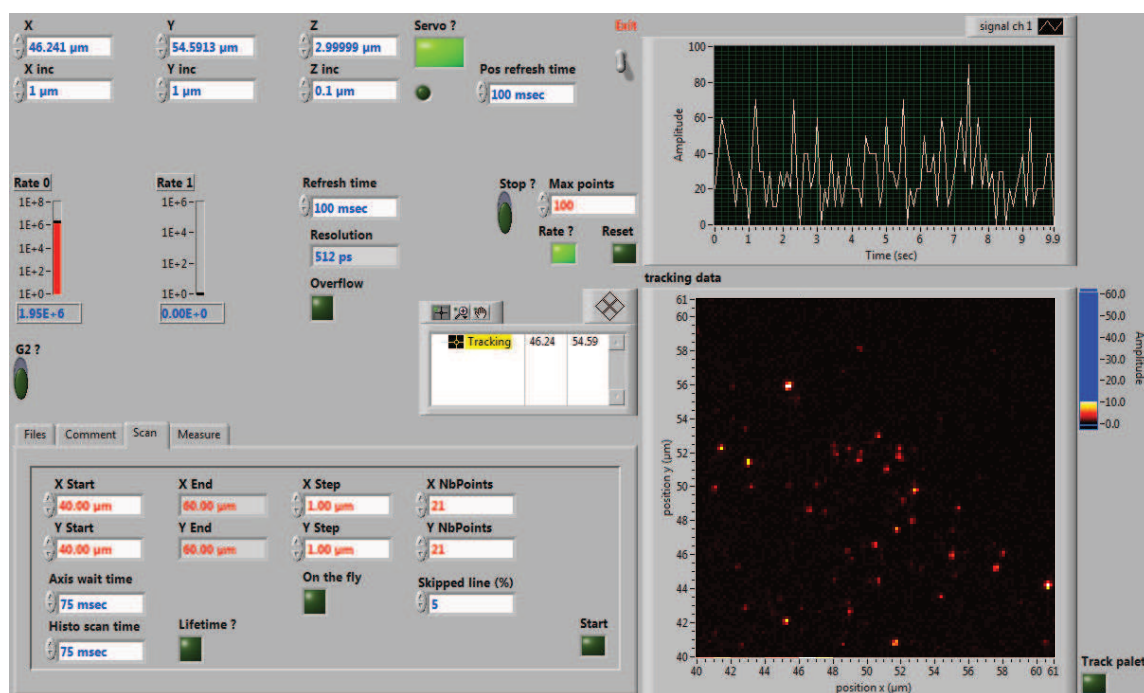 X Y Z Servo ? Exit
46.241 µm 54.5913 µm 2.99999 µm
X inc Y inc Z inc Pos refresh time
1 µm 1 µm 0.1 µm 100 msec
signal ch 1
100-
80-
60-
40-
20-
0-
Amplitude
0 1 2 3 4 5 6 7 8 9 9.9
Time (sec)
Rate 0 Rate 1 Refresh time Stop ? Max points
1E+8- 1E+6- 100 msec 100
1E+6- 1E+4- Resolution Rate ? Reset
1E+4- 1E+2- 512 ps
1E+2- 1E+0- Overflow
1E+0-
1.95E+6 0.00E+0
G2 ?
Tracking 46.24 54.59
tracking data
61-
60-
58-
56-
54-
52-
50-
48-
46-
44-
42-
40-
position y (µm)
40 42 44 46 48 50 52 54 56 58 60 61
position x (µm)
-60.0
-50.0
-40.0
-30.0
-20.0
-10.0
-0.0
Amplitude
Track palet
Files Comment Scan Measure
X Start X End X Step X NbPoints
40.00 µm 60.00 µm 1.00 µm 21
Y Start Y End Y Step Y NbPoints
40.00 µm 60.00 µm 1.00 µm 21
Axis wait time On the fly Skipped line (%)
75 msec 5
Histo scan time Lifetime ? Start
75 msec